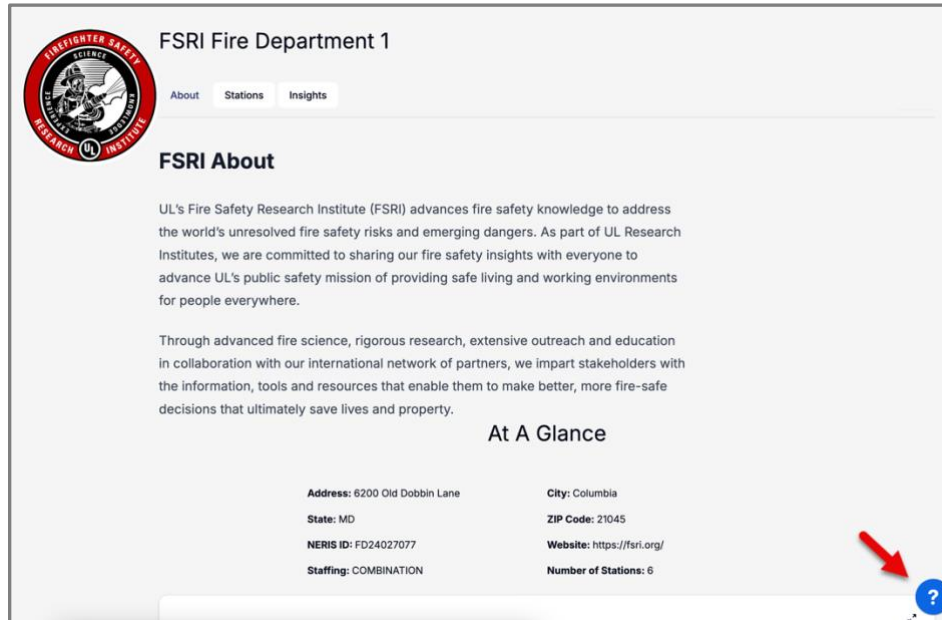 FIREFIGHTER SAFETY
RESEARCH INSTITUTE
SCIENCE
KNOWLEDGE
EXPERIENCE
UL
FSRI Fire Department 1
About Stations Insights
FSRI About
UL's Fire Safety Research Institute (FSRI) advances fire safety knowledge to address
the world's unresolved fire safety risks and emerging dangers. As part of UL Research
Institutes, we are committed to sharing our fire safety insights with everyone to
advance UL's public safety mission of providing safe living and working environments
for people everywhere.
Through advanced fire science, rigorous research, extensive outreach and education
in collaboration with our international network of partners, we impart stakeholders with
the information, tools and resources that enable them to make better, more fire-safe
decisions that ultimately save lives and property.
At A Glance
Address: 6200 Old Dobbin Lane City: Columbia
State: MD ZIP Code: 21045
NERIS ID: FD24027077 Website: https://fsri.org/
Staffing: COMBINATION Number of Stations: 6
?